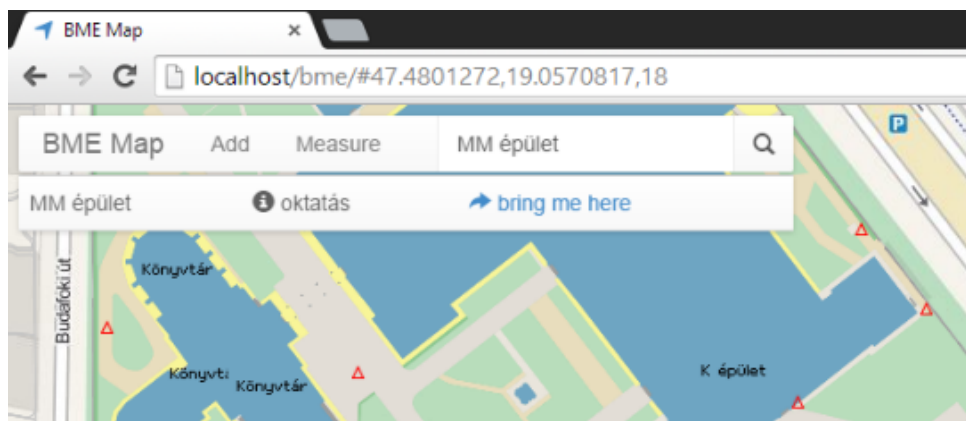 BME Map
localhost/bme/#47.4801272,19.0570817,18
BME Map Add Measure MM épület
MM épület oktatás bring me here
P
Budafoki út
Könyvtár
Könyvt
Könyvtár
K épület